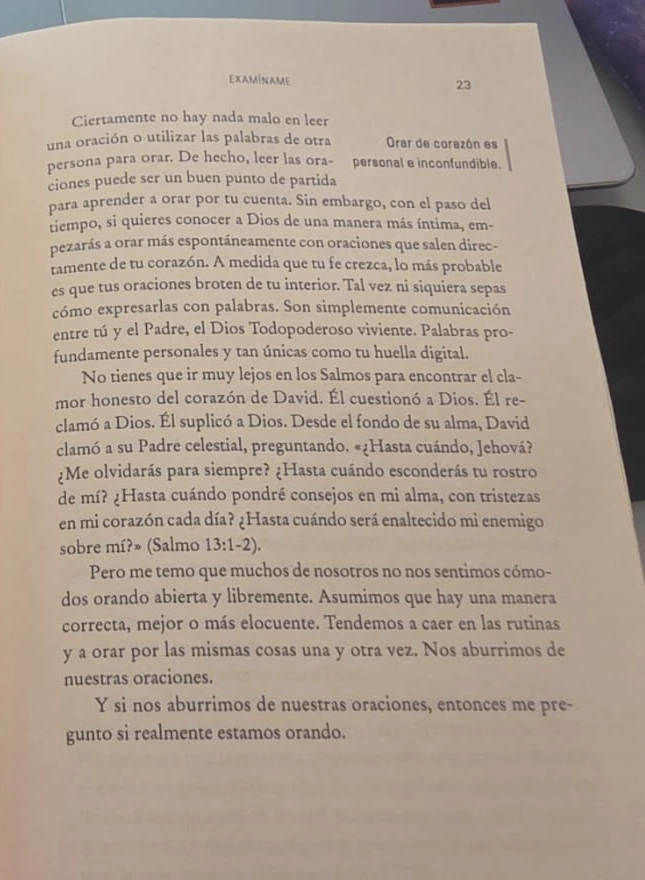 EXAMÍNAME
23
Ciertamente no hay nada malo en leer
una oración o utilizar las palabras de otra
persona para orar. De hecho, leer las ora-
ciones puede ser un buen punto de partida
Orar de corazón es
personal e inconfundible.
para aprender a orar por tu cuenta. Sin embargo, con el paso del
tiempo, si quieres conocer a Dios de una manera más íntima, em-
pezarás a orar más espontáneamente con oraciones que salen direc-
tamente de tu corazón. A medida que tu fe crezca, lo más probable
es que tus oraciones broten de tu interior. Tal vez ni siquiera sepas
cómo expresarlas con palabras. Son simplemente comunicación
entre tú y el Padre, el Dios Todopoderoso viviente. Palabras pro-
fundamente personales y tan únicas como tu huella digital.
No tienes que ir muy lejos en los Salmos para encontrar el cla-
mor honesto del corazón de David. Él cuestionó a Dios. Él re-
clamó a Dios. Él suplicó a Dios. Desde el fondo de su alma, David
clamó a su Padre celestial, preguntando. «¿Hasta cuándo, Jehová?
¿Me olvidarás para siempre? ¿Hasta cuándo esconderás tu rostro
de mí? ¿Hasta cuándo pondré consejos en mi alma, con tristezas
en mi corazón cada día? ¿Hasta cuándo será enaltecido mi enemigo
sobre mí?» (Salmo 13:1-2).
Pero me temo que muchos de nosotros no nos sentimos cómo-
dos orando abierta y libremente. Asumimos que hay una manera
correcta, mejor o más elocuente. Tendemos a caer en las rutinas
y a orar por las mismas cosas una y otra vez. Nos aburrimos de
nuestras oraciones.
Y si nos aburrimos de nuestras oraciones, entonces me pre-
gunto si realmente estamos orando.